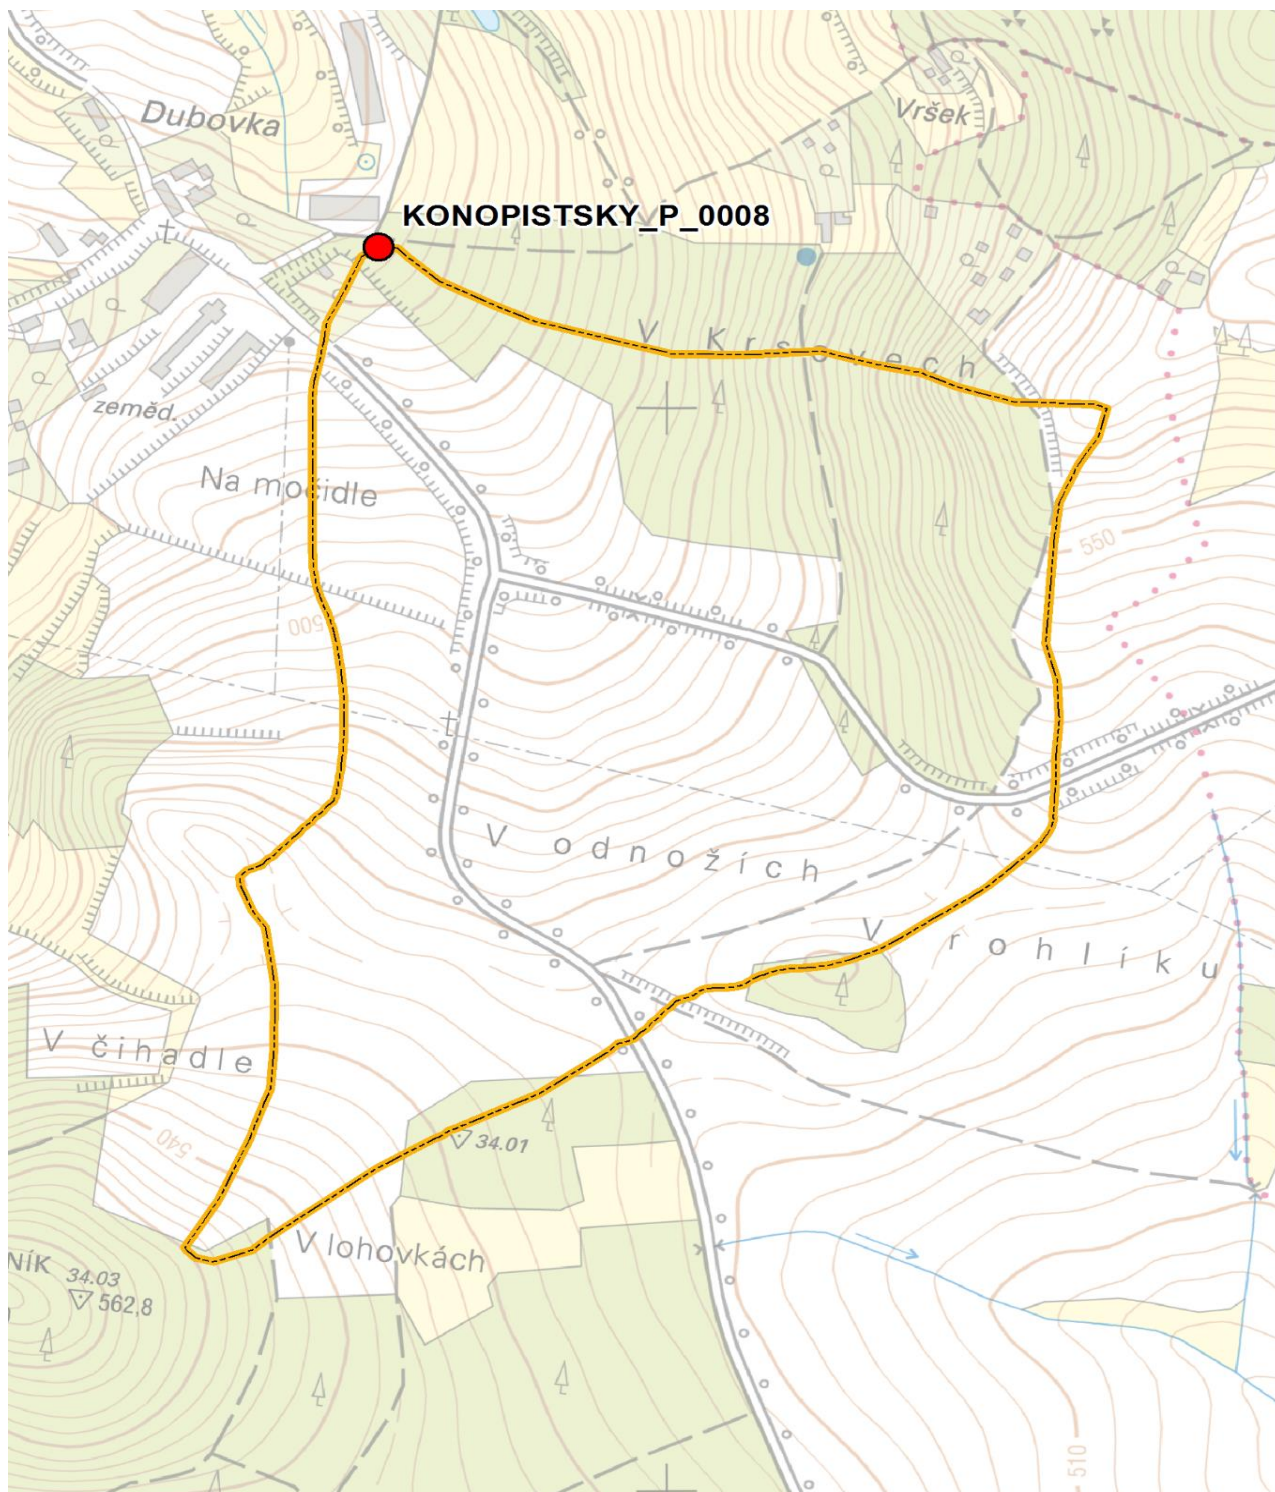 Dubovka
Vršek
KONOPISTSKY_P_0008
V Krsovech
zeměd.
Na močidle
550
500
V odnožích
V rohlíku
V čihadle
34.01
540
V lohovkách
NÍK
34.03
562,8
510